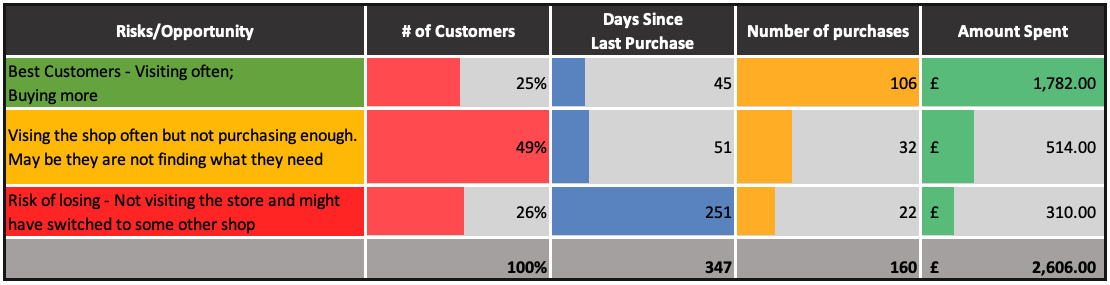 Risks/Opportunity # of Customers Days Since Last Purchase Number of purchases Amount Spent
Best Customers - Visiting often;
Buying more
25% 45 106 £ 1,782.00
Vising the shop often but not purchasing enough.
May be they are not finding what they need
49% 51 32 £ 514.00
Risk of losing - Not visiting the store and might
have switched to some other shop
26% 251 22 £ 310.00
100% 347 160 £ 2,606.00